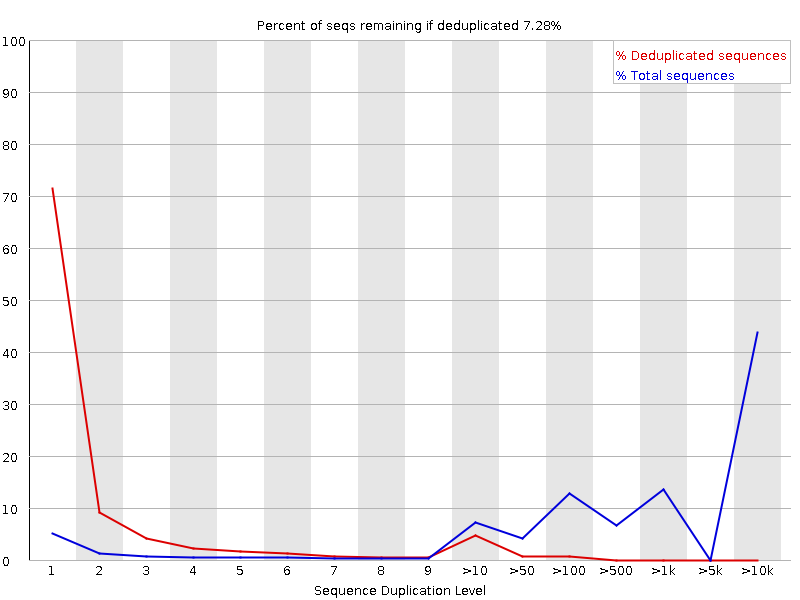 Percent of seqs remaining if deduplicated 7.28%
% Deduplicated sequences
% Total sequences
100
90
80
70
60
50
40
30
20
10
0
1 2 3 4 5 6 7 8 9 >10 >50 >100 >500 >1k >5k >10k
Sequence Duplication Level